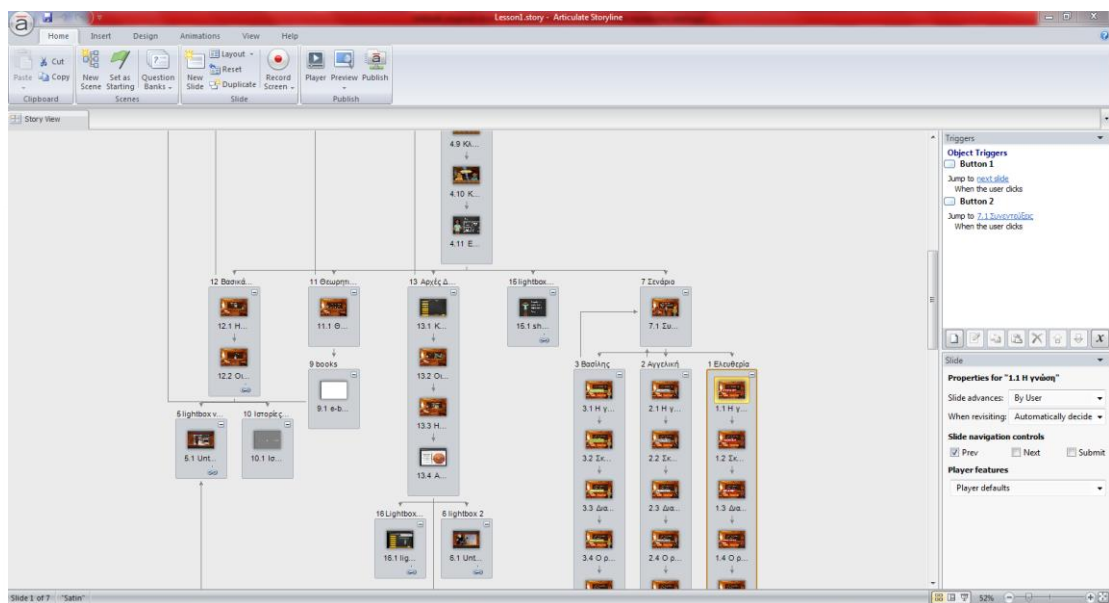 Lesson1.story - Articulate Storyline
Home Insert Design Animations View Help
Paste Cut Copy
Clipboard
New Scene Set as Starting Question Banks
Scenes
New Slide Layout Reset Duplicate Record Screen
Slide
Player Preview Publish
Publish
Story View
4.9 Κλ...
4.10 Κ...
4.11 Ε...
12 Βασικά...
12.1 Η...
12.2 Οι...
11 Θεωρητ...
11.1 Θ...
9 books
9.1 e-b...
13 Αρχές Δ...
13.1 Κ...
13.2 Οι...
13.3 Η...
13.4 Α...
15 lightbox...
15.1 sh...
7 Σενάριο
7.1 Συ...
5 lightbox v...
5.1 Unt...
10 Ιστορίες...
10.1 Ισ...
16 Lightbox...
16.1 lig...
6 lightbox 2
6.1 Unt...
3 Βασίλης
3.1 Η γ...
3.2 Σκ...
3.3 Δια...
3.4 Ο ρ...
2 Αγγελική
2.1 Η γ...
2.2 Σκ...
2.3 Δια...
2.4 Ο ρ...
1 Ελευθερία
1.1 Η γ...
1.2 Σκ...
1.3 Δια...
1.4 Ο ρ...
Triggers
Object Triggers
Button 1
Jump to next slide
When the user clicks
Button 2
Jump to 7.1 Συνεντεύξεις
When the user clicks
Slide
Properties for "1.1 Η γνώση"
Slide advances: By User
When revisiting: Automatically decide
Slide navigation controls
Prev Next Submit
Player features
Player defaults
Slide 1 of 7 "Satin"
52%